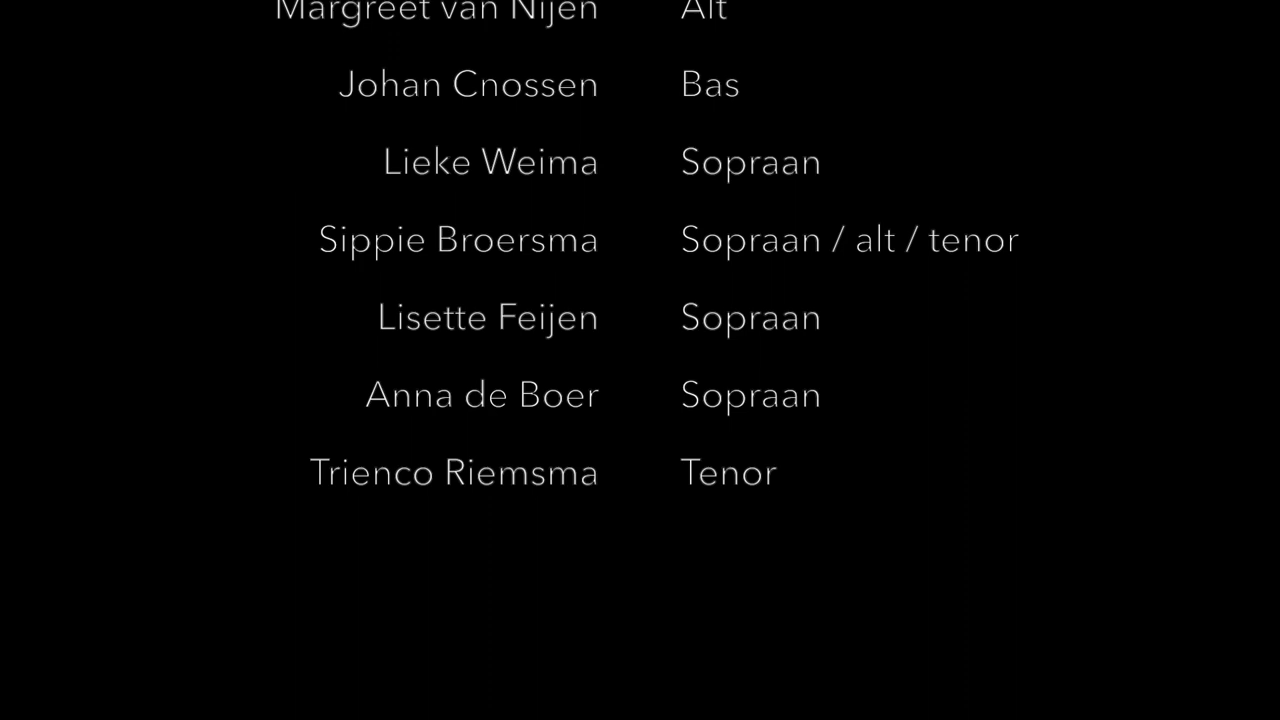 Margreet van Nijen Alt
Johan Cnossen Bas
Lieke Weima Sopraan
Sippie Broersma Sopraan / alt / tenor
Lisette Feijen Sopraan
Anna de Boer Sopraan
Trienco Riemsma Tenor